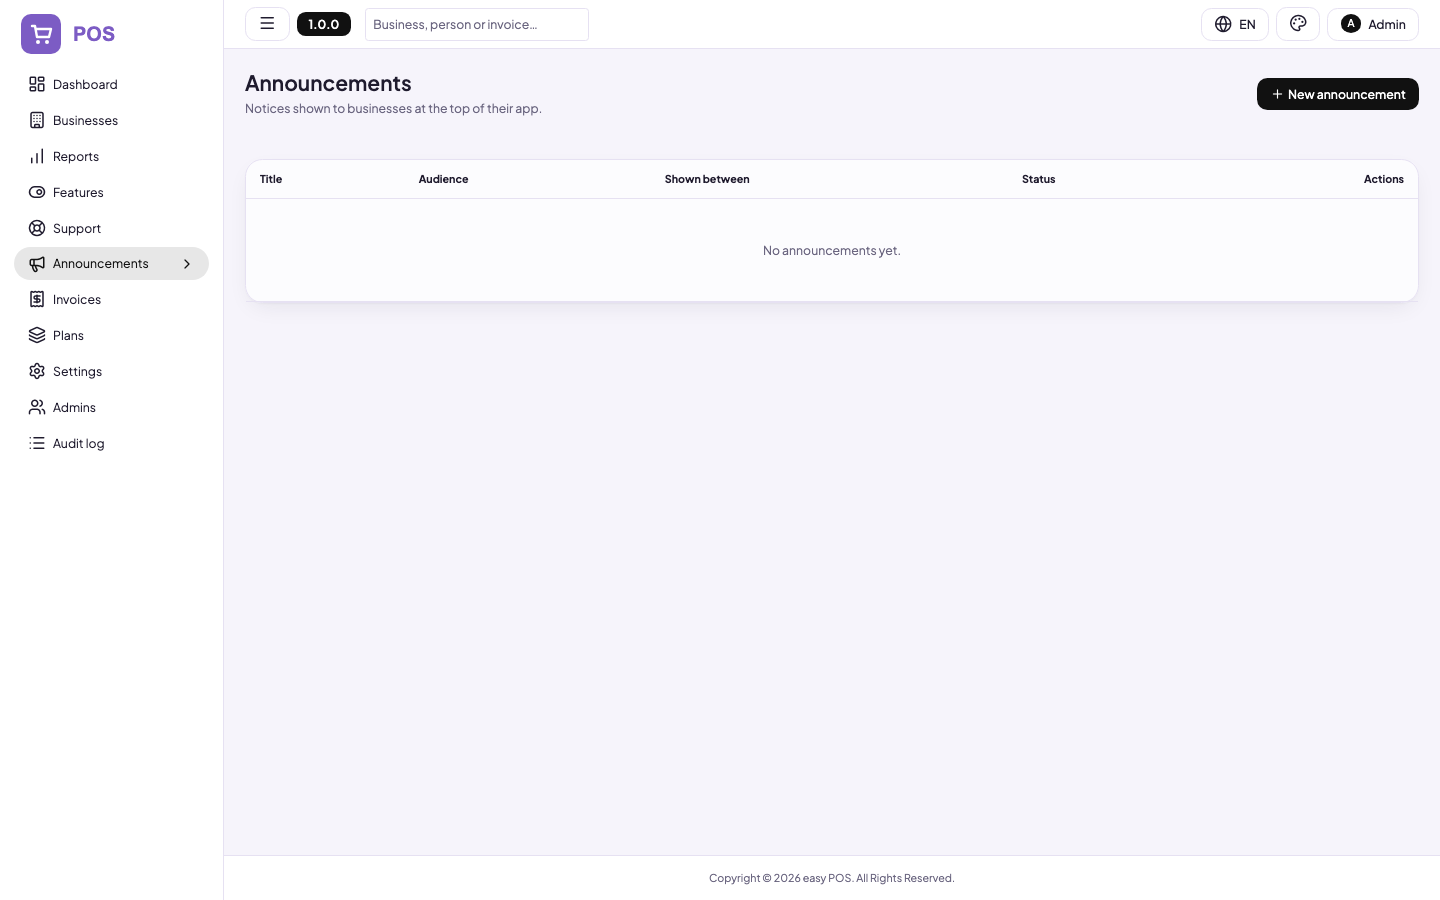 POS
Dashboard
Businesses
Reports
Features
Support
Announcements
Invoices
Plans
Settings
Admins
Audit log
1.0.0
Business, person or invoice...
EN
A
Admin
Announcements
Notices shown to businesses at the top of their app.
+ New announcement
Title Audience Shown between Status Actions
No announcements yet.
Copyright © 2026 easy POS. All Rights Reserved.